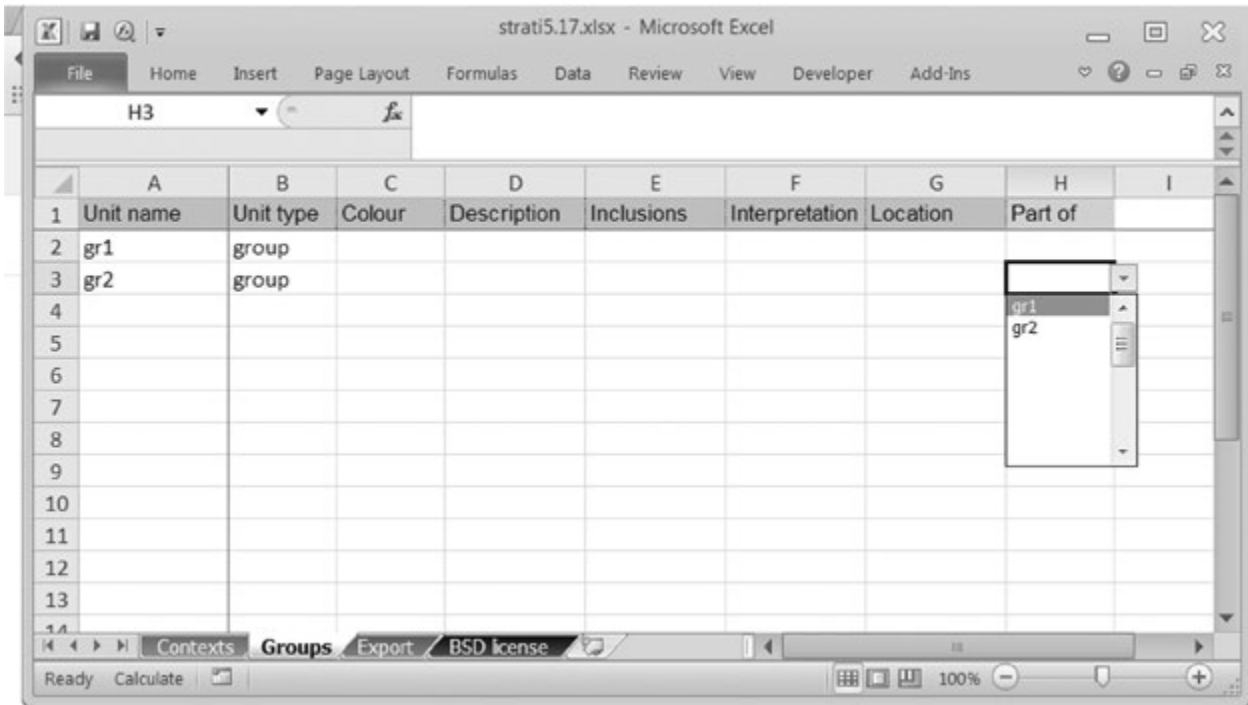 strati5.17.xlsx - Microsoft Excel
File Home Insert Page Layout Formulas Data Review View Developer Add-Ins
H3 fx
A B C D E F G H I
1 Unit name Unit type Colour Description Inclusions Interpretation Location Part of
2 gr1 group
3 gr2 group
4 gr1
5 gr2
6
7
8
9
10
11
12
13
14
Contexts Groups Export BSD license
Ready Calculate 100%